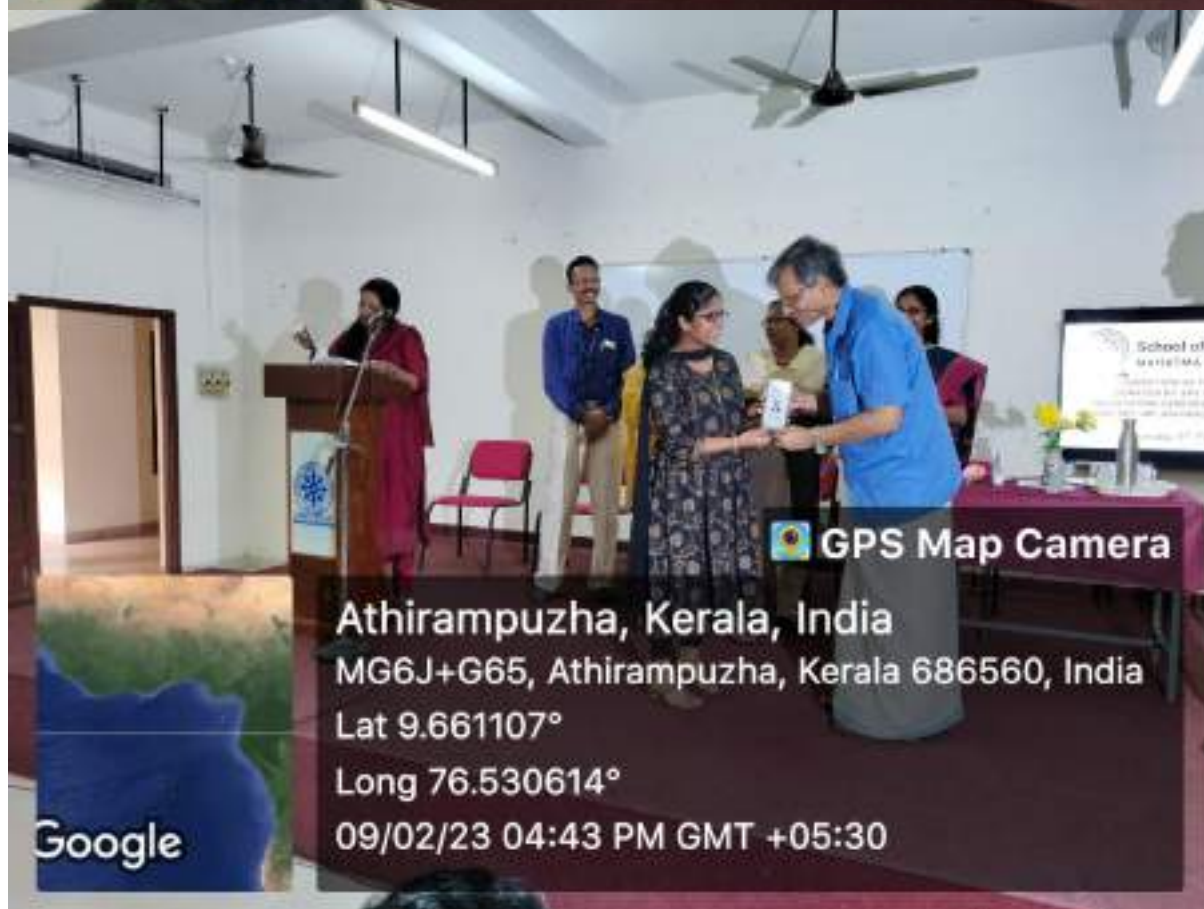 School of
MAHATMA
GPS Map Camera
Athirampuzha, Kerala, India
MG6J+G65, Athirampuzha, Kerala 686560, India
Lat 9.661107°
Long 76.530614°
09/02/23 04:43 PM GMT +05:30
Google